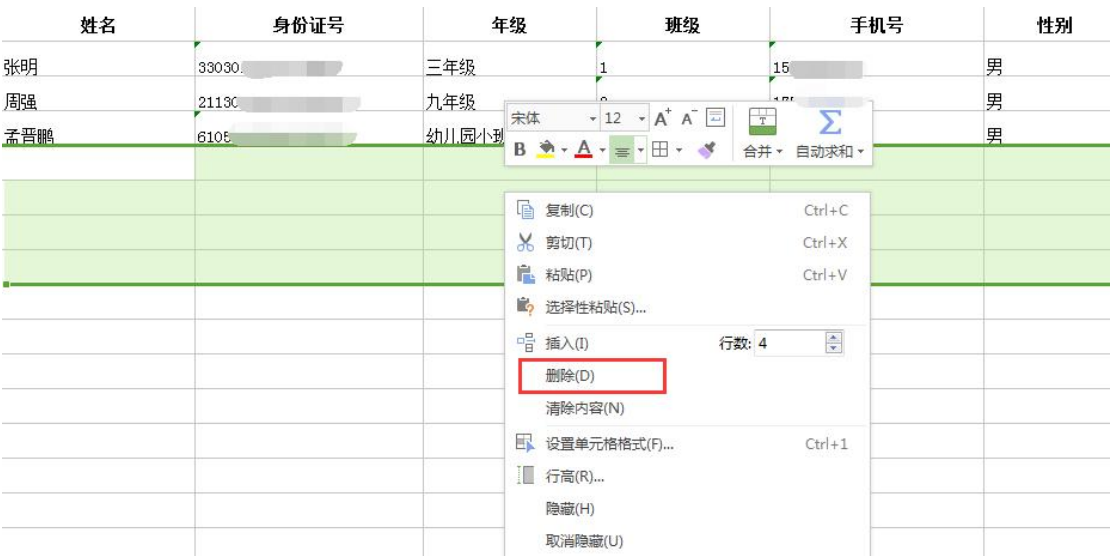 姓名 身份证号 年级 班级 手机号 性别
张明 33030 三年级 1 15 男
周强 2113 九年级 男
孟晋鹏 610 幼儿园小班 男
宋体 12 A+ A-
B A 合并 自动求和
复制(C) Ctrl+C
剪切(T) Ctrl+X
粘贴(P) Ctrl+V
选择性粘贴(S)...
插入(I) 行数: 4
删除(D)
清除内容(N)
设置单元格格式(F)... Ctrl+1
行高(R)...
隐藏(H)
取消隐藏(U)